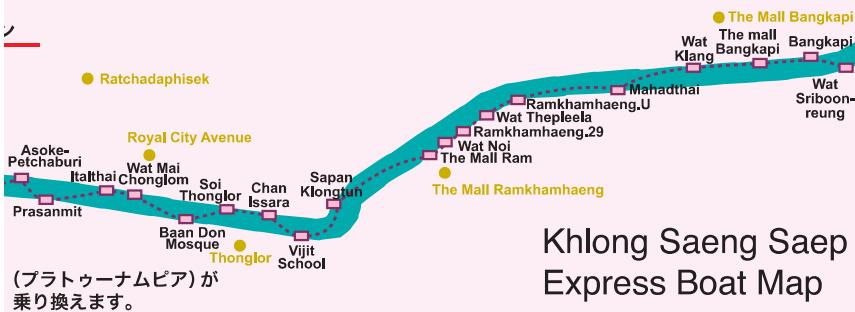 ン
The Mall Bangkapi
Ratchadaphisek
Royal City Avenue
Asoke-
Petchaburi
Prasanmit
Italthai
Wat Mai
Chonglom
Baan Don
Mosque
Soi
Thonglor
Thonglor
Chan
Issara
Vijit
School
Sapan
Klongtun
The Mall Ram
The Mall Ramkhamhaeng
Wat Noi
Ramkhamhaeng.29
Wat Thepleela
Ramkhamhaeng.U
Mahadthai
Wat
Klang
The mall
Bangkapi
Bangkapi
Wat
Sriboon-
reung
Khlong Saeng Saep
Express Boat Map
(プラトゥーナムピア)が
乗り換えます。